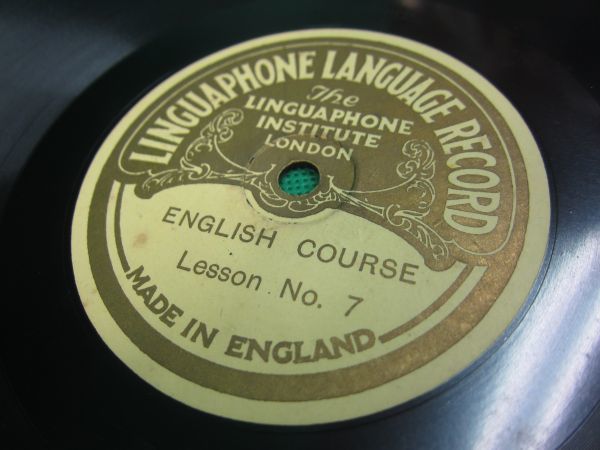 LINGUAPHONE LANGUAGE RECORD
The
LINGUAPHONE
INSTITUTE
LONDON
ENGLISH COURSE
Lesson No. 7
MADE IN ENGLAND